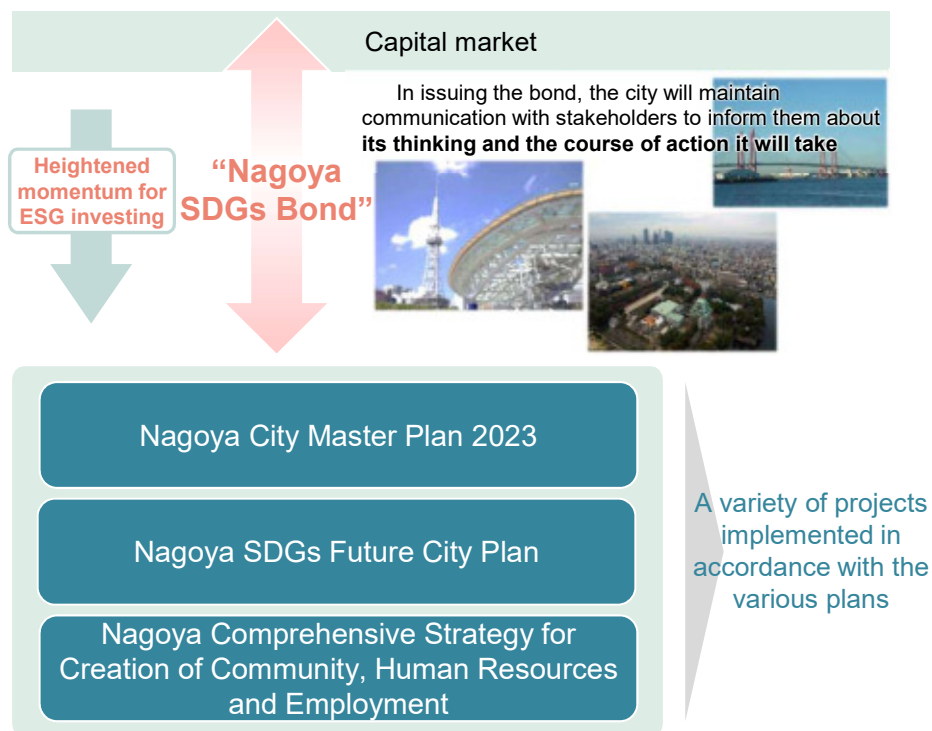 Capital market
In issuing the bond, the city will maintain
communication with stakeholders to inform them about
its thinking and the course of action it will take
Heightened
momentum for
ESG investing
“Nagoya
SDGs Bond”
Nagoya City Master Plan 2023
Nagoya SDGs Future City Plan
Nagoya Comprehensive Strategy for
Creation of Community, Human Resources
and Employment
A variety of projects
implemented in
accordance with the
various plans